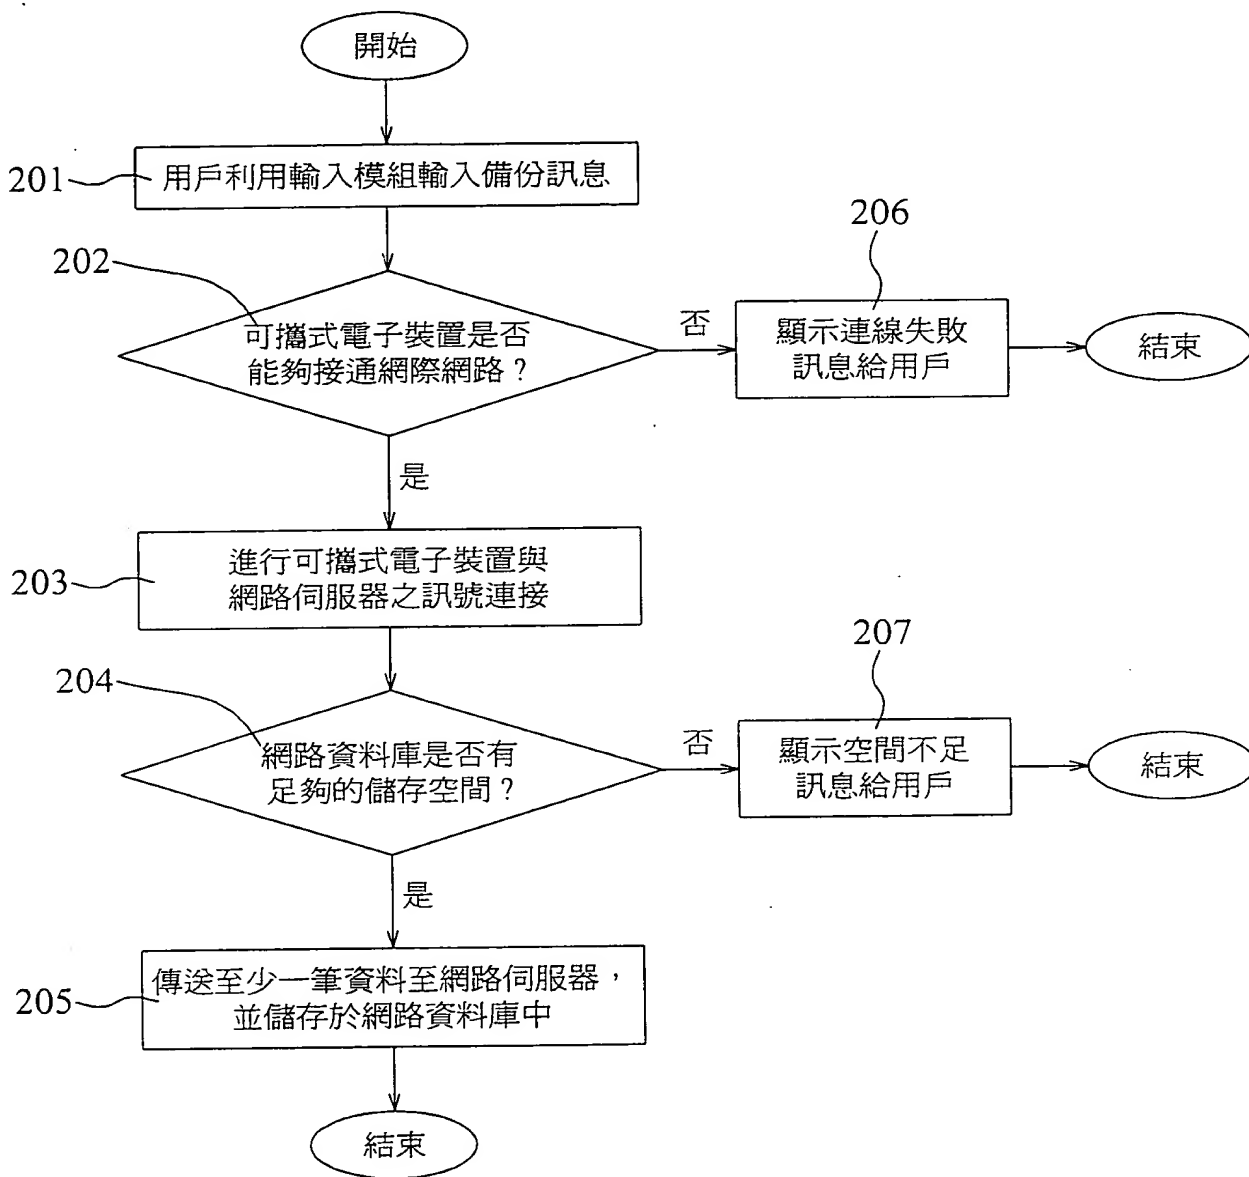 開始
201
用戶利用輸入模組輸入備份訊息
202
可攜式電子裝置是否
能夠接通網際網路？
否
206
顯示連線失敗
訊息給用戶
結束
是
203
進行可攜式電子裝置與
網路伺服器之訊號連接
204
網路資料庫是否有
足夠的儲存空間？
否
207
顯示空間不足
訊息給用戶
結束
是
205
傳送至少一筆資料至網路伺服器，
並儲存於網路資料庫中
結束